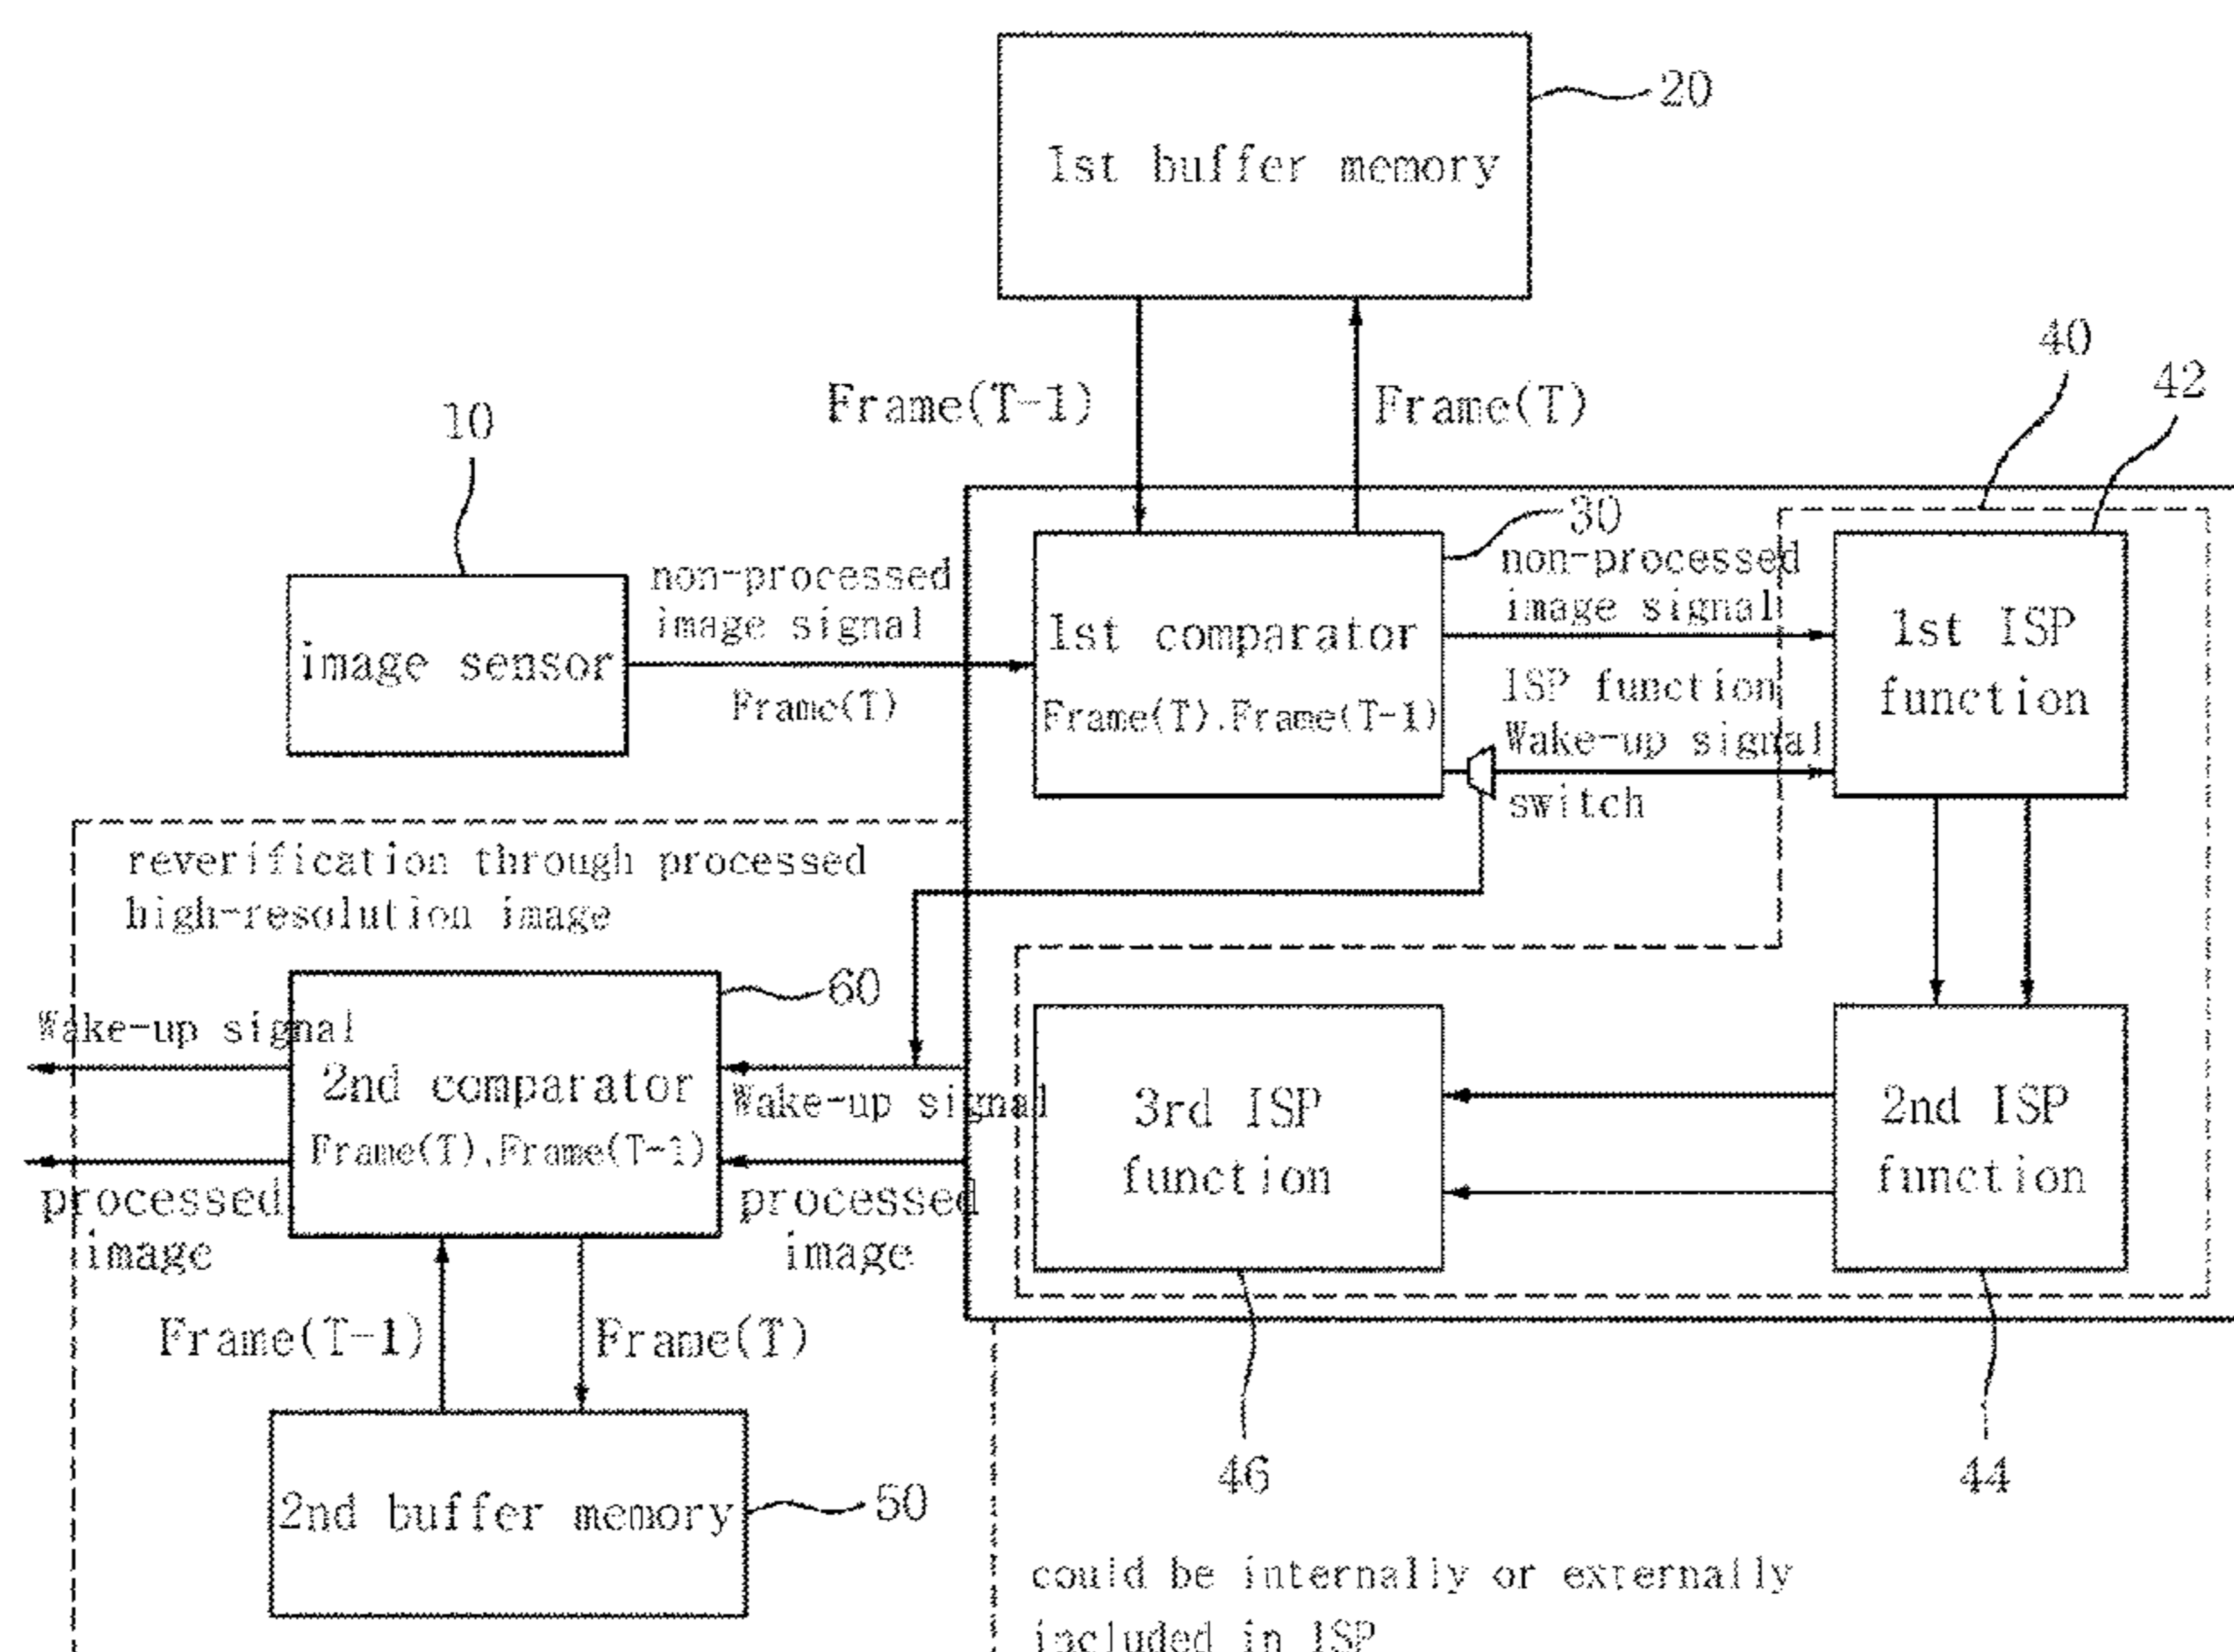 20
1st buffer memory
40
42
Frame(T-1)
Frame(T)
10
30
non-processed
image signal
non-processed
image signal
1st comparator
1st ISP
function
image sensor
Frame(T)
Frame(T).Frame(T-1)
ISP function
Wake-up signal
switch
reverification through processed
high-resolution image
60
Wake-up signal
2nd comparator
Frame(T).Frame(T-1)
Wake-up signal
3rd ISP
function
2nd ISP
function
processed
image
processed
image
Frame(T-1)
Frame(T)
46
44
2nd buffer memory
50
could be internally or externally
included in ISP